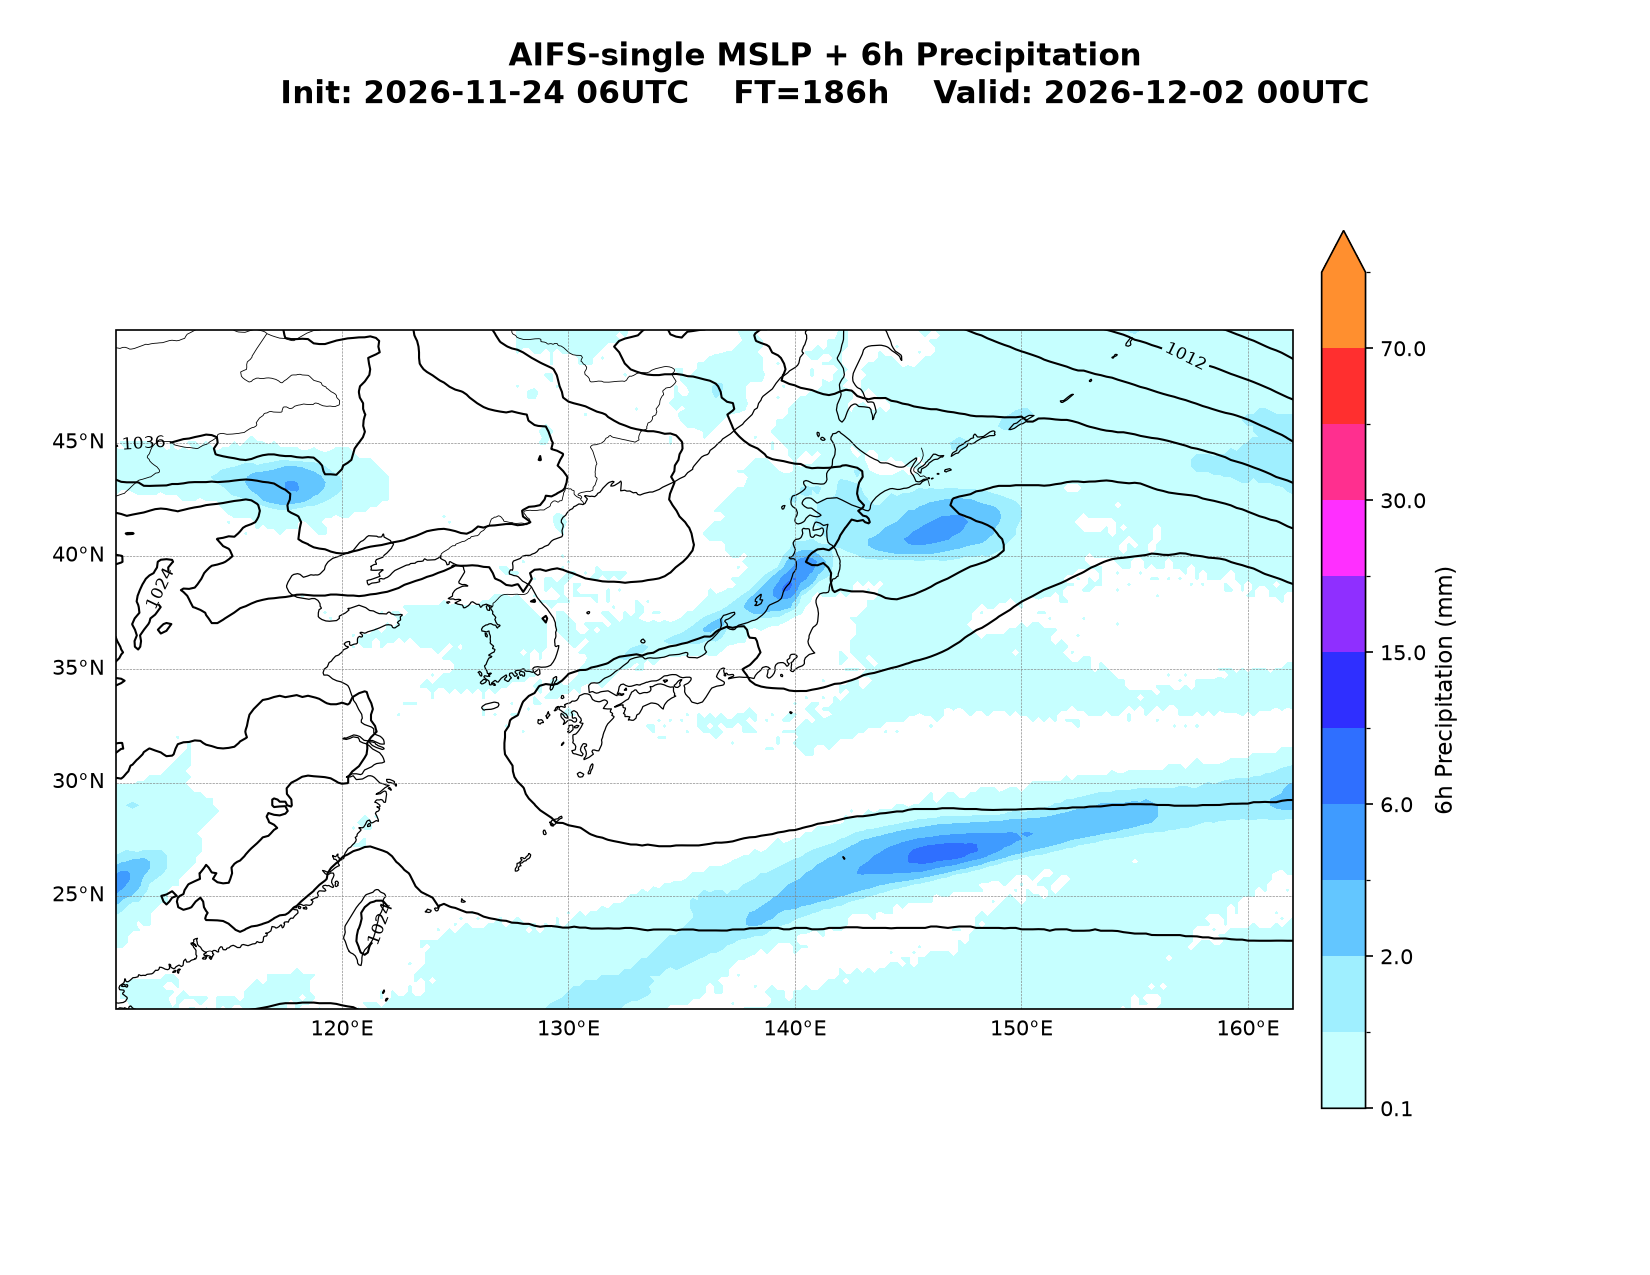 AIFS-single MSLP + 6h Precipitation
Init: 2026-11-24 06UTC    FT=186h    Valid: 2026-12-02 00UTC
1012
1036
1024
1024
45°N
40°N
35°N
30°N
25°N
120°E
130°E
140°E
150°E
160°E
70.0
30.0
15.0
6.0
2.0
0.1
6h Precipitation (mm)